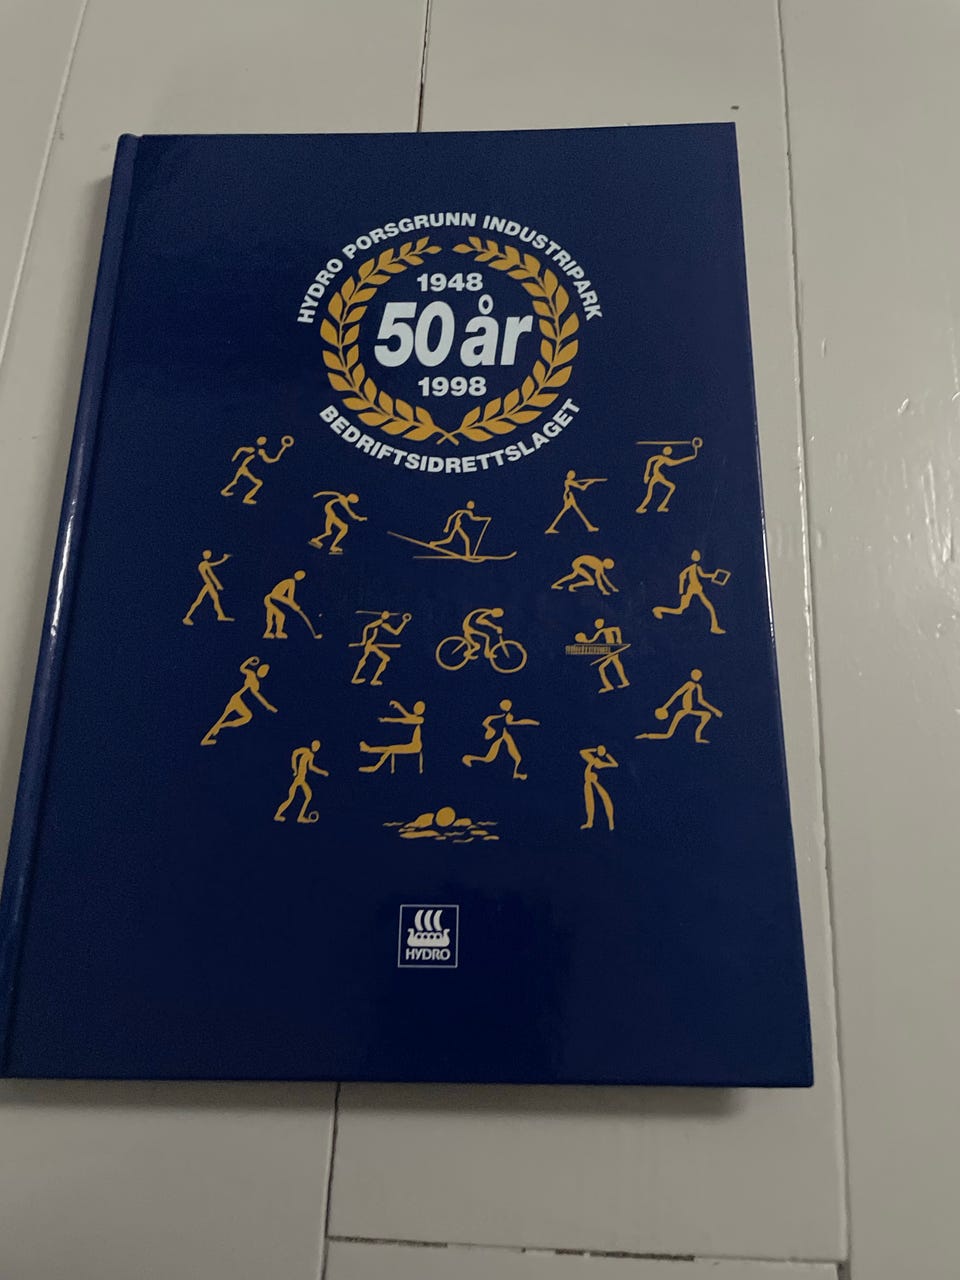 HYDRO PORSGRUNN INDUSTRIPARK
1948
50 år
1998
BEDRIFTSIDRETTSLAGET
HYDRO